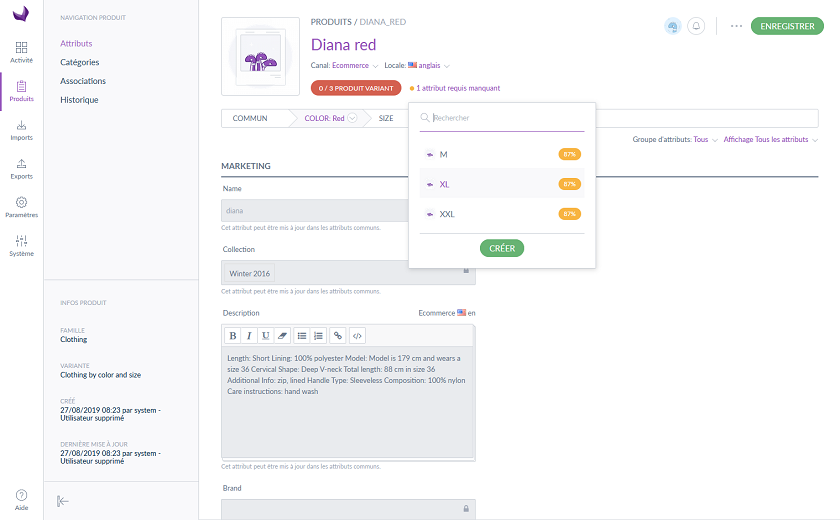 Activité
Produits
Imports
Exports
Paramètres
Système
Aide
NAVIGATION PRODUIT
Attributs
Catégories
Associations
Historique
INFOS PRODUIT
FAMILLE
Clothing
VARIANTE
Clothing by color and size
CRÉÉ
27/08/2019 08:23 par system -
Utilisateur supprimé
DERNIÈRE MISE À JOUR
27/08/2019 08:23 par system -
Utilisateur supprimé
PRODUITS / DIANA_RED
ENREGISTRER
Diana red
Canal: Ecommerce Locale: anglais
0 / 3 PRODUIT VARIANT
1 attribut requis manquant
COMMUN
COLOR: Red
SIZE
Rechercher
M 87%
XL 87%
XXL 87%
CRÉER
Groupe d'attributs: Tous
Affichage Tous les attributs
MARKETING
Name
diana
Cet attribut peut être mis à jour dans les attributs communs.
Collection
Winter 2016
Cet attribut peut être mis à jour dans les attributs communs.
Description
Ecommerce en
B I U
Length: Short Lining: 100% polyester Model: Model is 179 cm and wears a
size 36 Cervical Shape: Deep V-neck Total length: 88 cm in size 36
Additional Info: zip, lined Handle Type: Sleeveless Composition: 100% nylon
Care instructions: hand wash
Cet attribut peut être mis à jour dans les attributs communs.
Brand